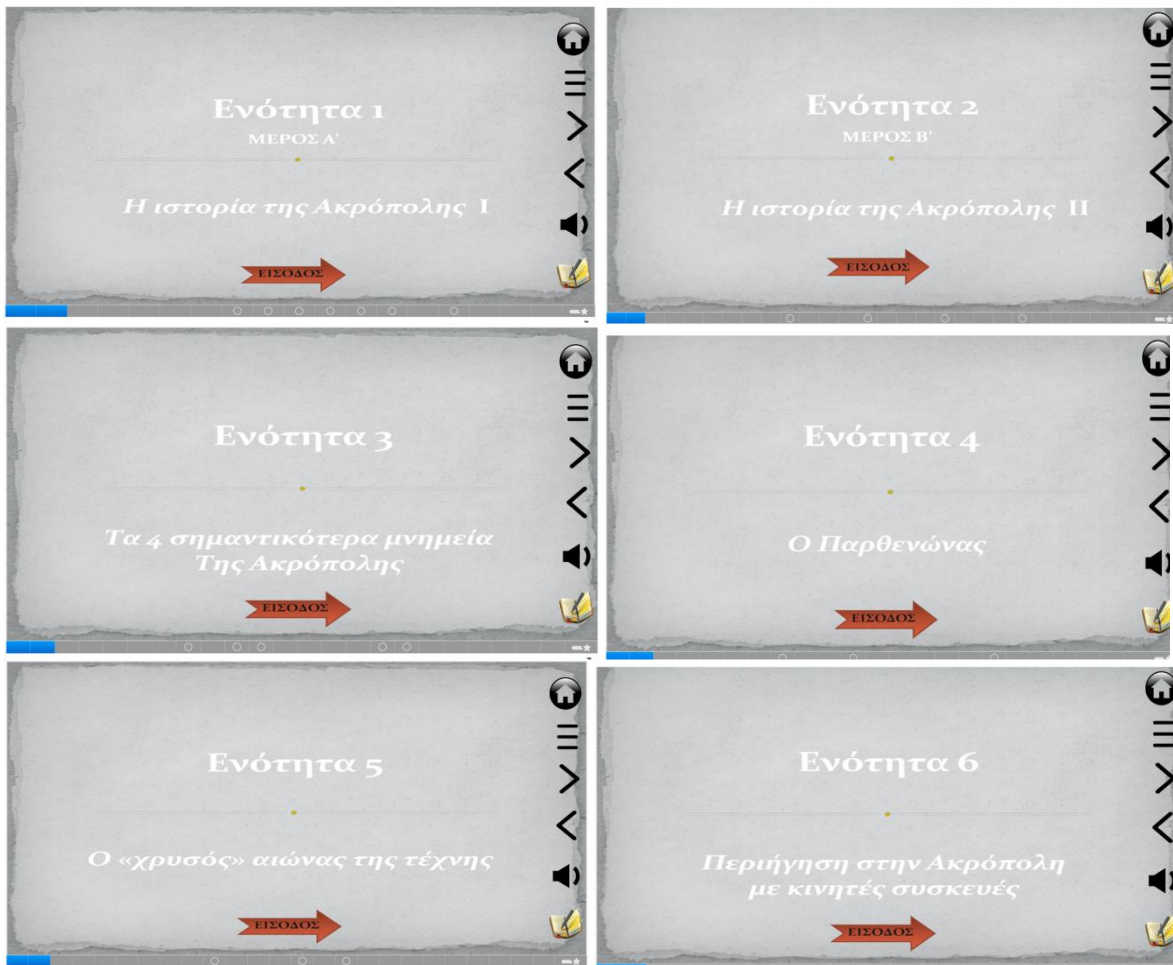 Ενότητα 1
ΜΕΡΟΣ Α'
Η ιστορία της Ακρόπολης I
ΕΙΣΟΔΟΣ
Ενότητα 2
ΜΕΡΟΣ Β'
Η ιστορία της Ακρόπολης II
ΕΙΣΟΔΟΣ
Ενότητα 3
Τα 4 σημαντικότερα μνημεία
Της Ακρόπολης
ΕΙΣΟΔΟΣ
Ενότητα 4
Ο Παρθενώνας
ΕΙΣΟΔΟΣ
Ενότητα 5
Ο «χρυσός» αιώνας της τέχνης
ΕΙΣΟΔΟΣ
Ενότητα 6
Περιήγηση στην Ακρόπολη
με κινητές συσκευές
ΕΙΣΟΔΟΣ